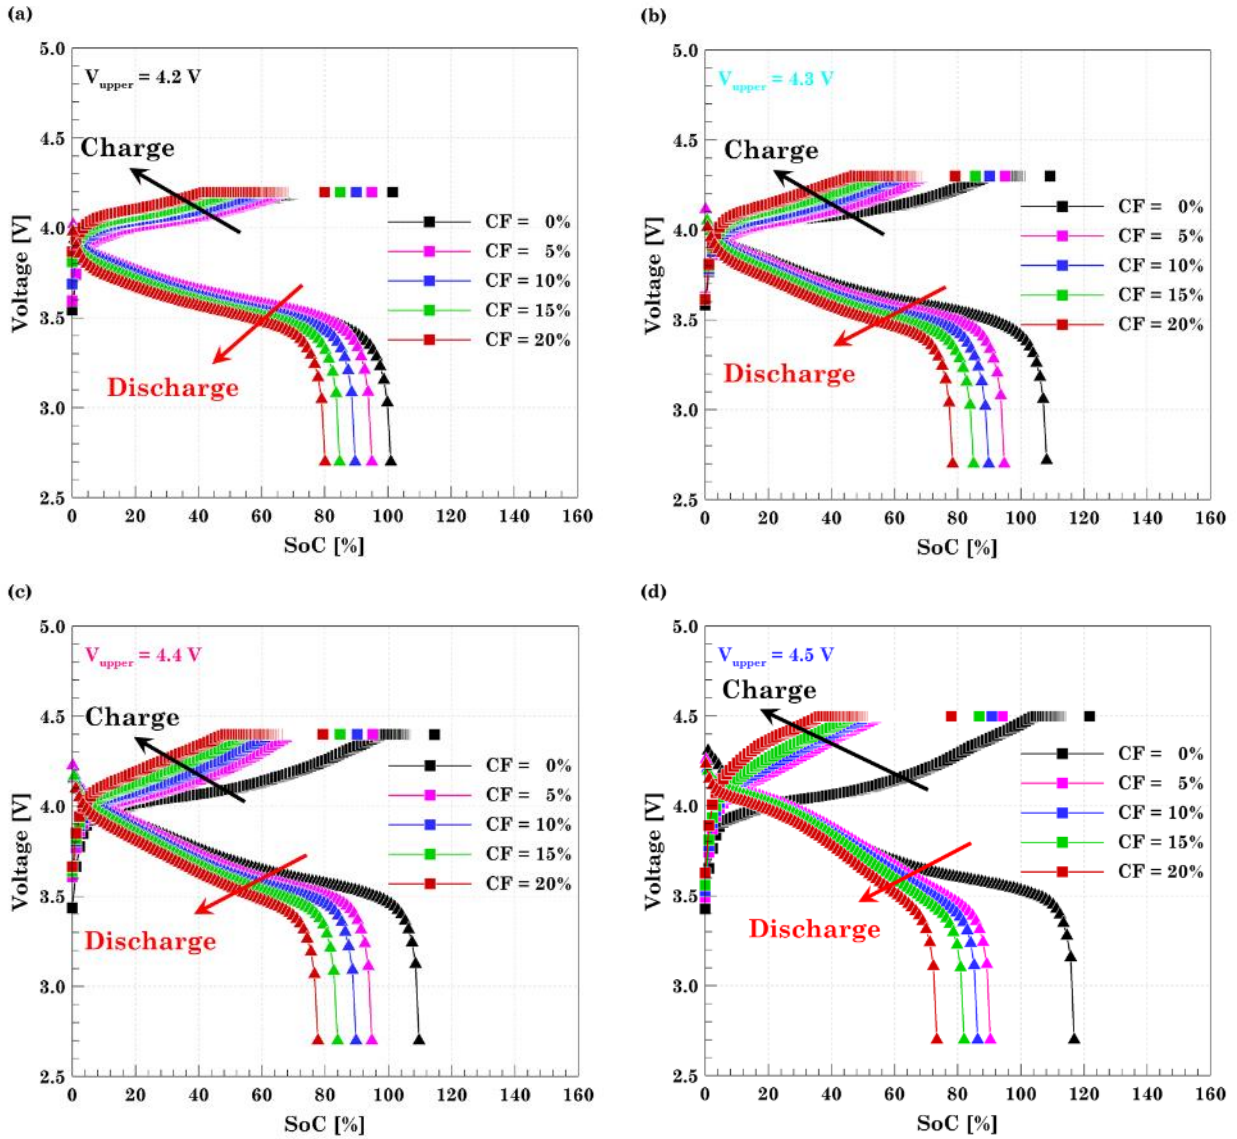 (a)
V_upper = 4.2 V
Charge
Discharge
CF = 0%
CF = 5%
CF = 10%
CF = 15%
CF = 20%
Voltage [V]
5.0
4.5
4.0
3.5
3.0
2.5
0 20 40 60 80 100 120 140 160
SoC [%]
(b)
V_upper = 4.3 V
Charge
Discharge
CF = 0%
CF = 5%
CF = 10%
CF = 15%
CF = 20%
Voltage [V]
5.0
4.5
4.0
3.5
3.0
2.5
0 20 40 60 80 100 120 140 160
SoC [%]
(c)
V_upper = 4.4 V
Charge
Discharge
CF = 0%
CF = 5%
CF = 10%
CF = 15%
CF = 20%
Voltage [V]
5.0
4.5
4.0
3.5
3.0
2.5
0 20 40 60 80 100 120 140 160
SoC [%]
(d)
V_upper = 4.5 V
Charge
Discharge
CF = 0%
CF = 5%
CF = 10%
CF = 15%
CF = 20%
Voltage [V]
5.0
4.5
4.0
3.5
3.0
2.5
0 20 40 60 80 100 120 140 160
SoC [%]